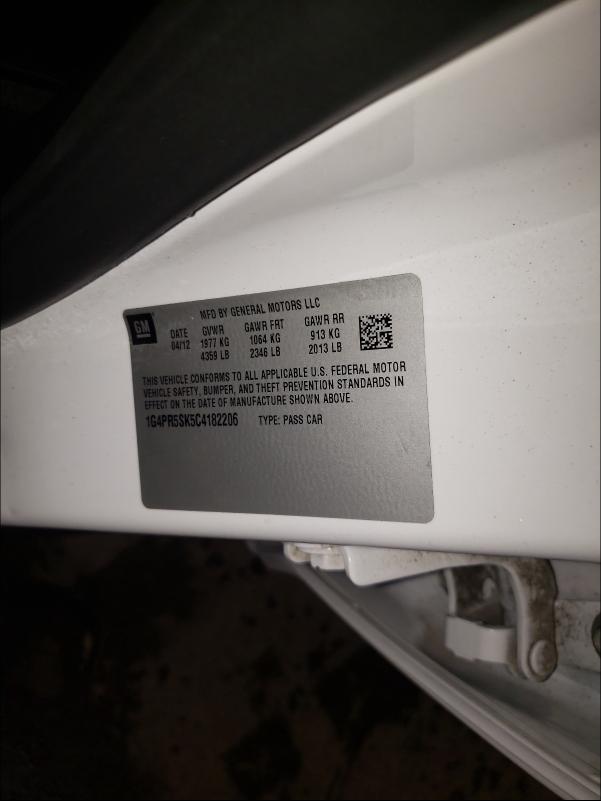 MFD BY GENERAL MOTORS LLC
GM
DATE GVWR GAWR FRT GAWR RR
04/12 1977 KG 1064 KG 913 KG
4359 LB 2346 LB 2013 LB
THIS VEHICLE CONFORMS TO ALL APPLICABLE U.S. FEDERAL MOTOR
VEHICLE SAFETY, BUMPER, AND THEFT PREVENTION STANDARDS IN
EFFECT ON THE DATE OF MANUFACTURE SHOWN ABOVE.
1G4PR5SK5C4182206 TYPE: PASS CAR